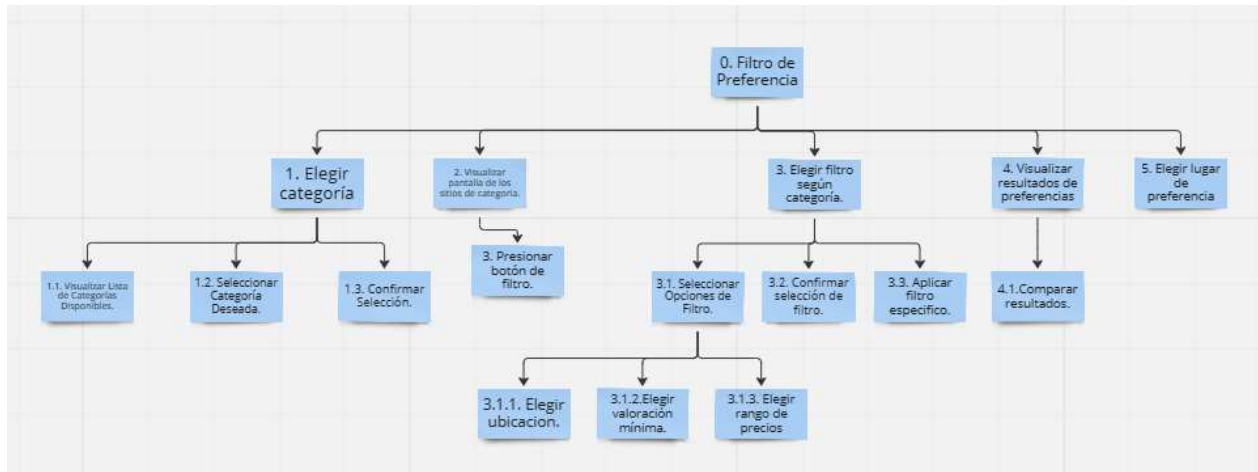 0. Filtro de
Preferencia
1. Elegir
categoría
2. Visualizar
pantalla de los
sitios de categoria.
3. Elegir filtro
según
categoría.
4. Visualizar
resultados de
preferencias
5. Elegir lugar
de
preferencia
1.1. Visualizar Lista
de Categorías
Disponibles.
1.2. Seleccionar
Categoría
Deseada.
1.3. Confirmar
Selección.
3. Presionar
botón de
filtro.
3.1. Seleccionar
Opciones de
Filtro.
3.2. Confirmar
selección de
filtro.
3.3. Aplicar
filtro
especifico.
4.1.Comparar
resultados.
3.1.1. Elegir
ubicacion.
3.1.2.Elegir
valoración
mínima.
3.1.3. Elegir
rango de
precios